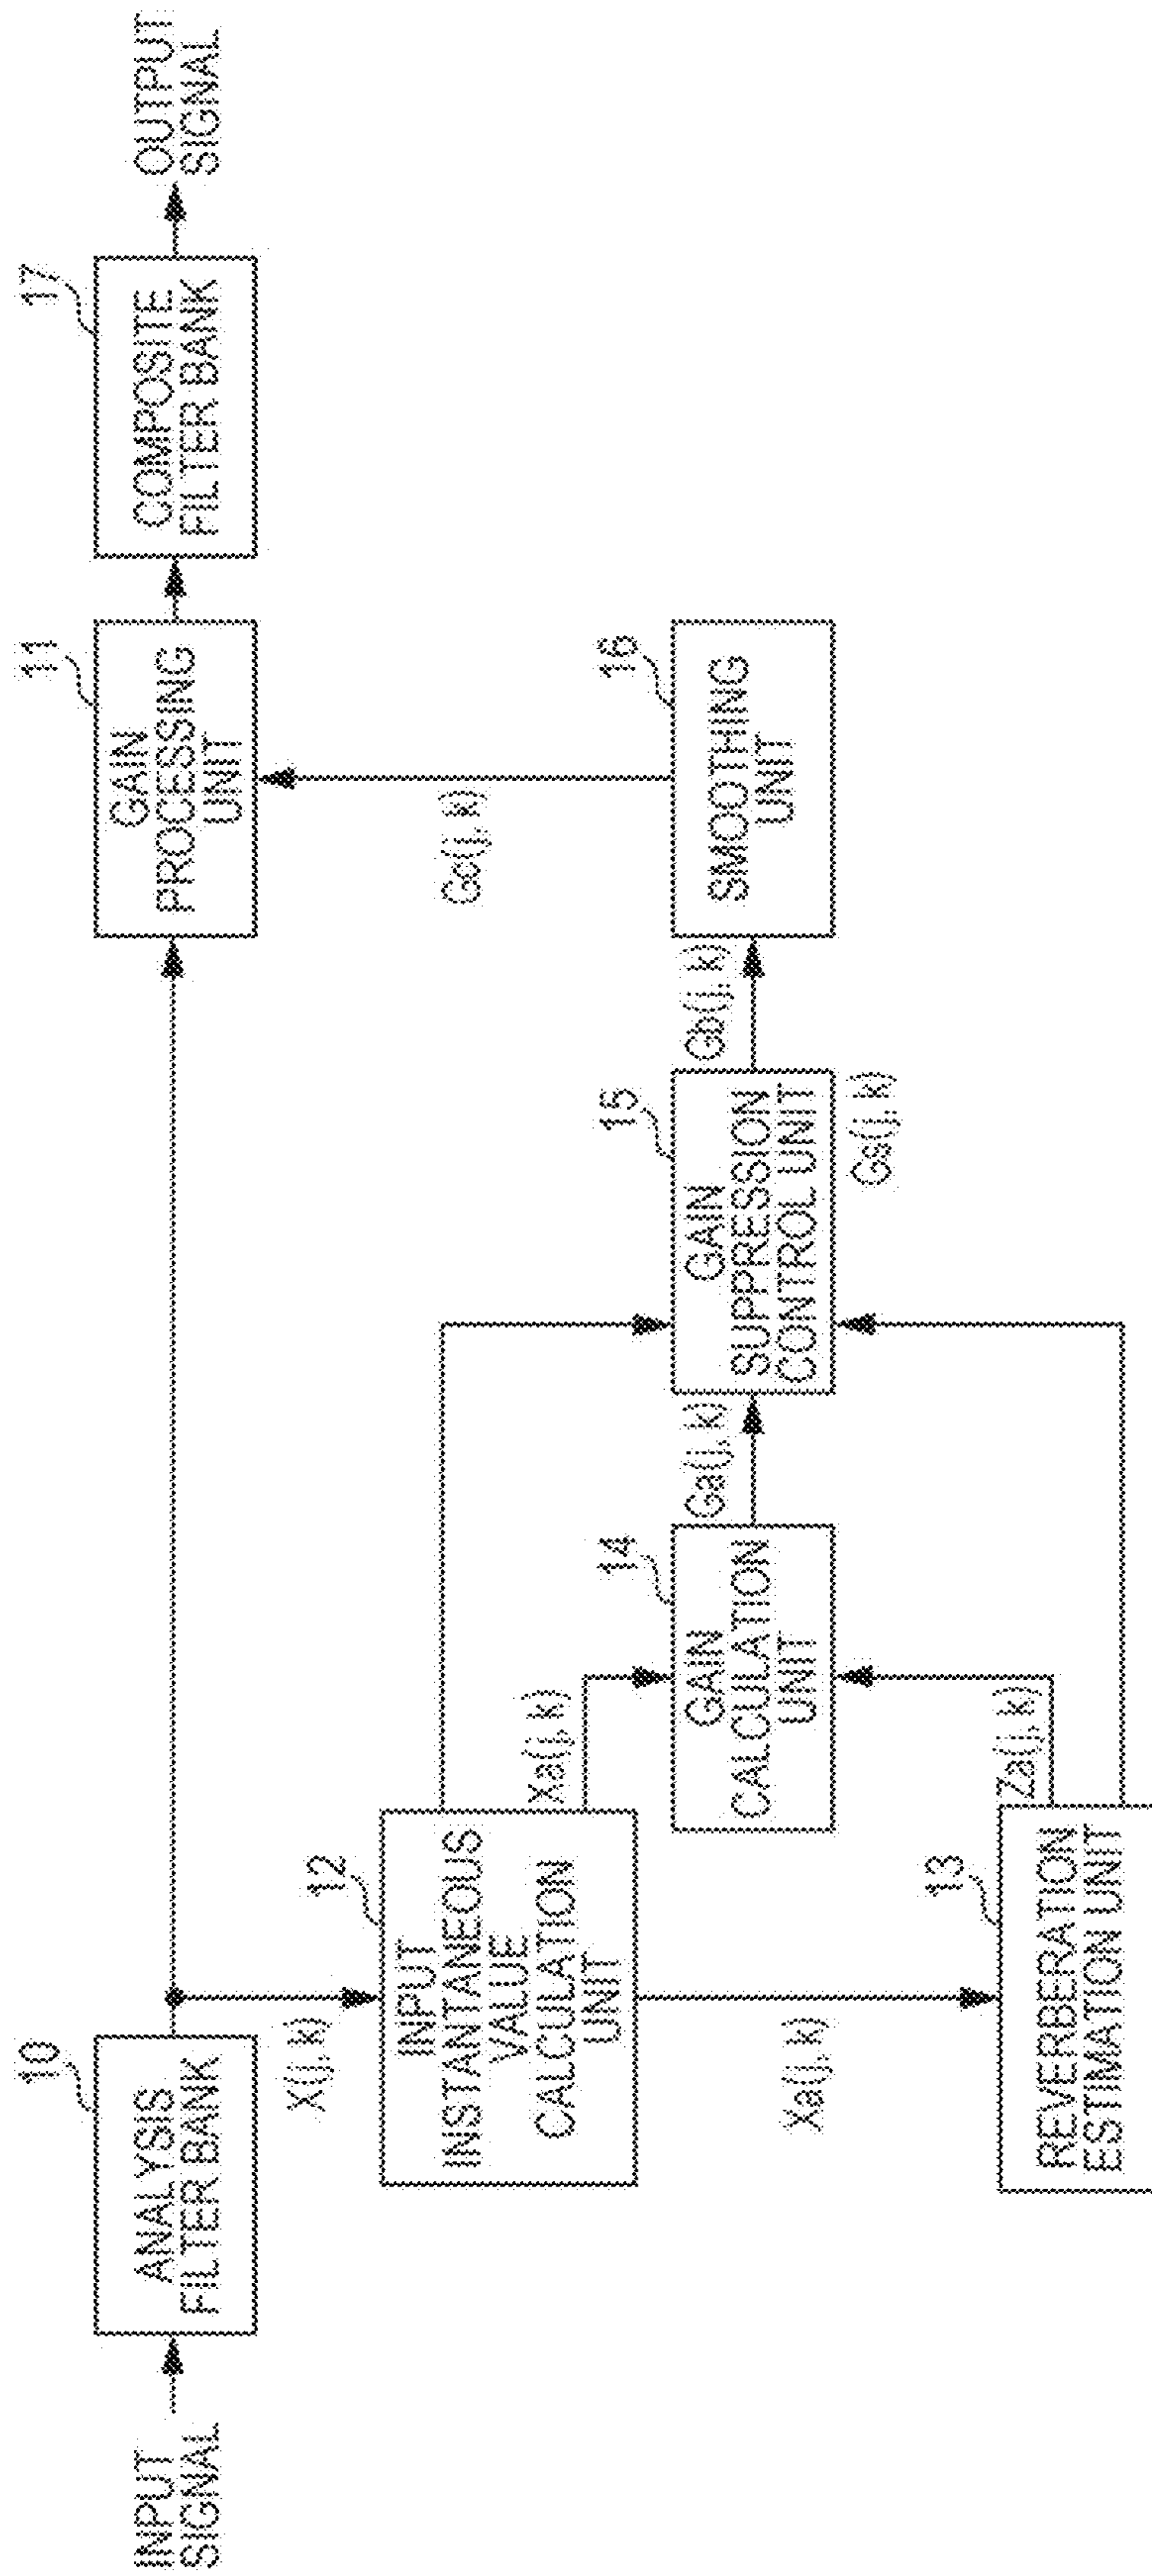 INPUT
SIGNAL
10
ANALYSIS
FILTER BANK
X(j, k)
11
GAIN
PROCESSING
UNIT
17
COMPOSITE
FILTER BANK
OUTPUT
SIGNAL
12
INPUT
INSTANTANEOUS
VALUE
CALCULATION
UNIT
Xa(j, k)
Gc(j, k)
14
GAIN
CALCULATION
UNIT
Ga(j, k)
15
GAIN
SUPPRESSION
CONTROL UNIT
Gs(j, k)
Gb(j, k)
16
SMOOTHING
UNIT
Xa(j, k)
13
REVERBERATION
ESTIMATION UNIT
Za(j, k)